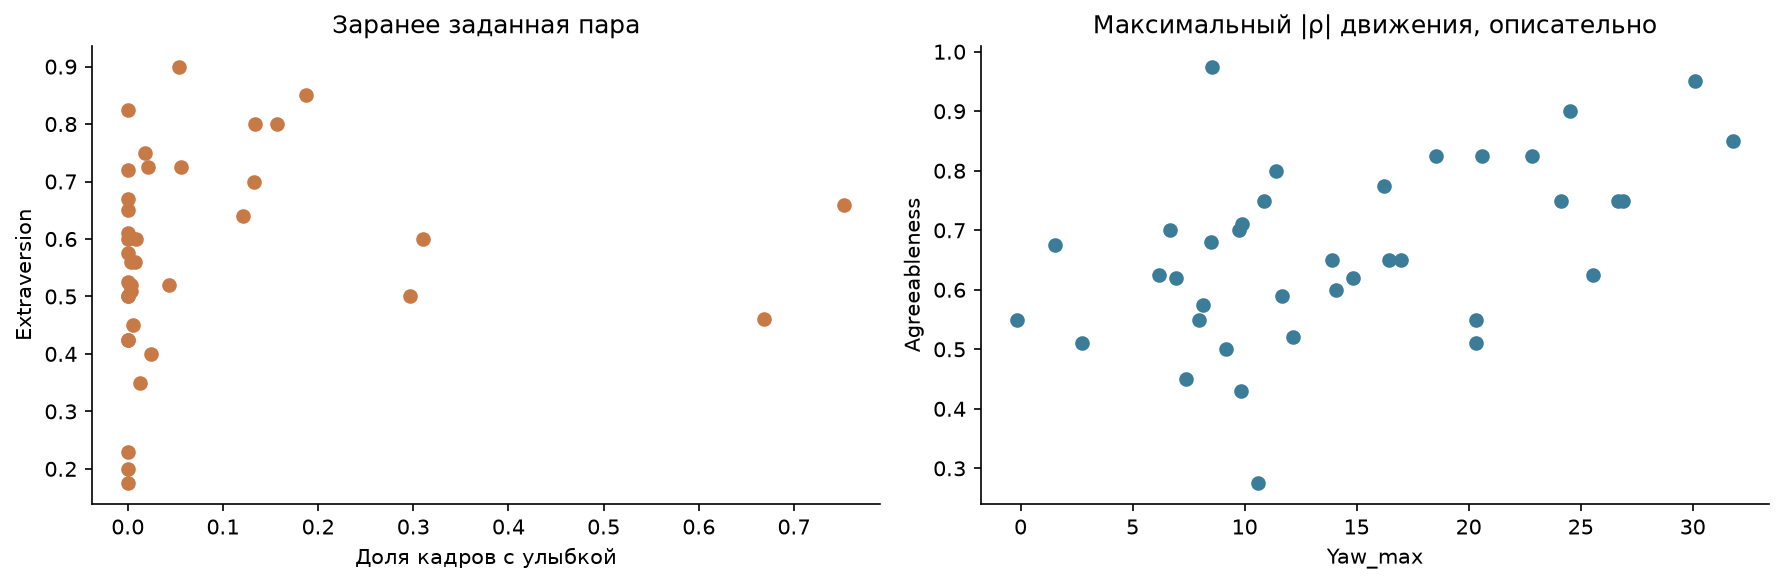 Заранее заданная пара
0.9
0.8
0.7
0.6
0.5
0.4
0.3
0.2
Extraversion
0.0 0.1 0.2 0.3 0.4 0.5 0.6 0.7
Доля кадров с улыбкой
Максимальный |ρ| движения, описательно
1.0
0.9
0.8
0.7
0.6
0.5
0.4
0.3
Agreeableness
0 5 10 15 20 25 30
Yaw_max